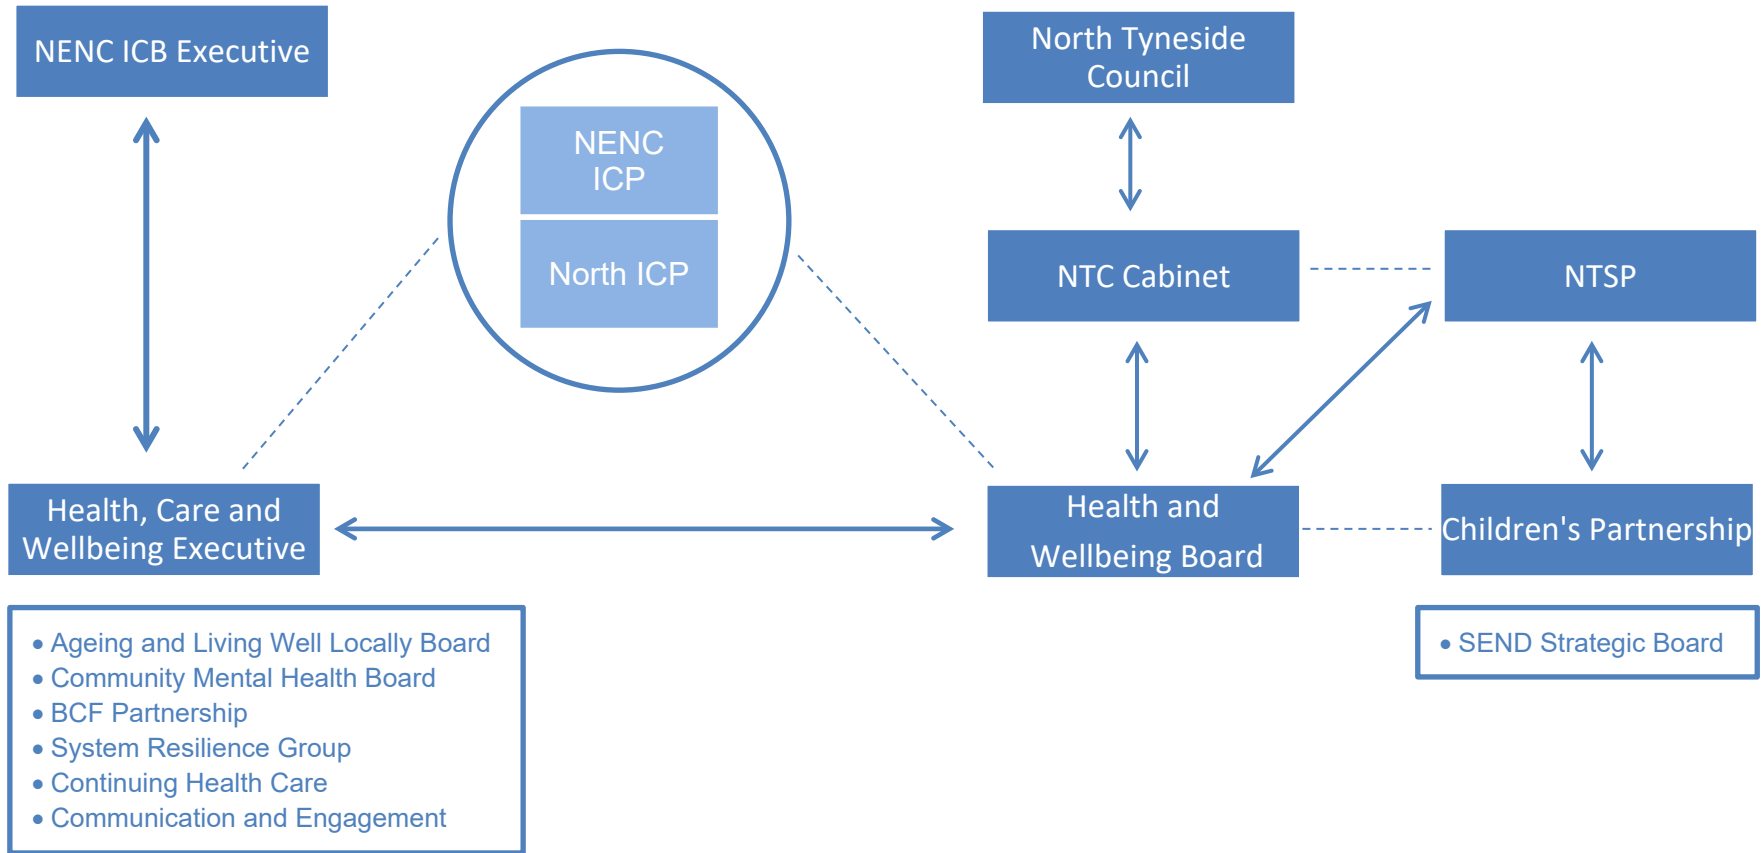 NENC ICB Executive
NENC
ICP
North ICP
North Tyneside
Council
NTC Cabinet
NTSP
Health, Care and
Wellbeing Executive
Health and
Wellbeing Board
Children's Partnership
• Ageing and Living Well Locally Board
• Community Mental Health Board
• BCF Partnership
• System Resilience Group
• Continuing Health Care
• Communication and Engagement
• SEND Strategic Board